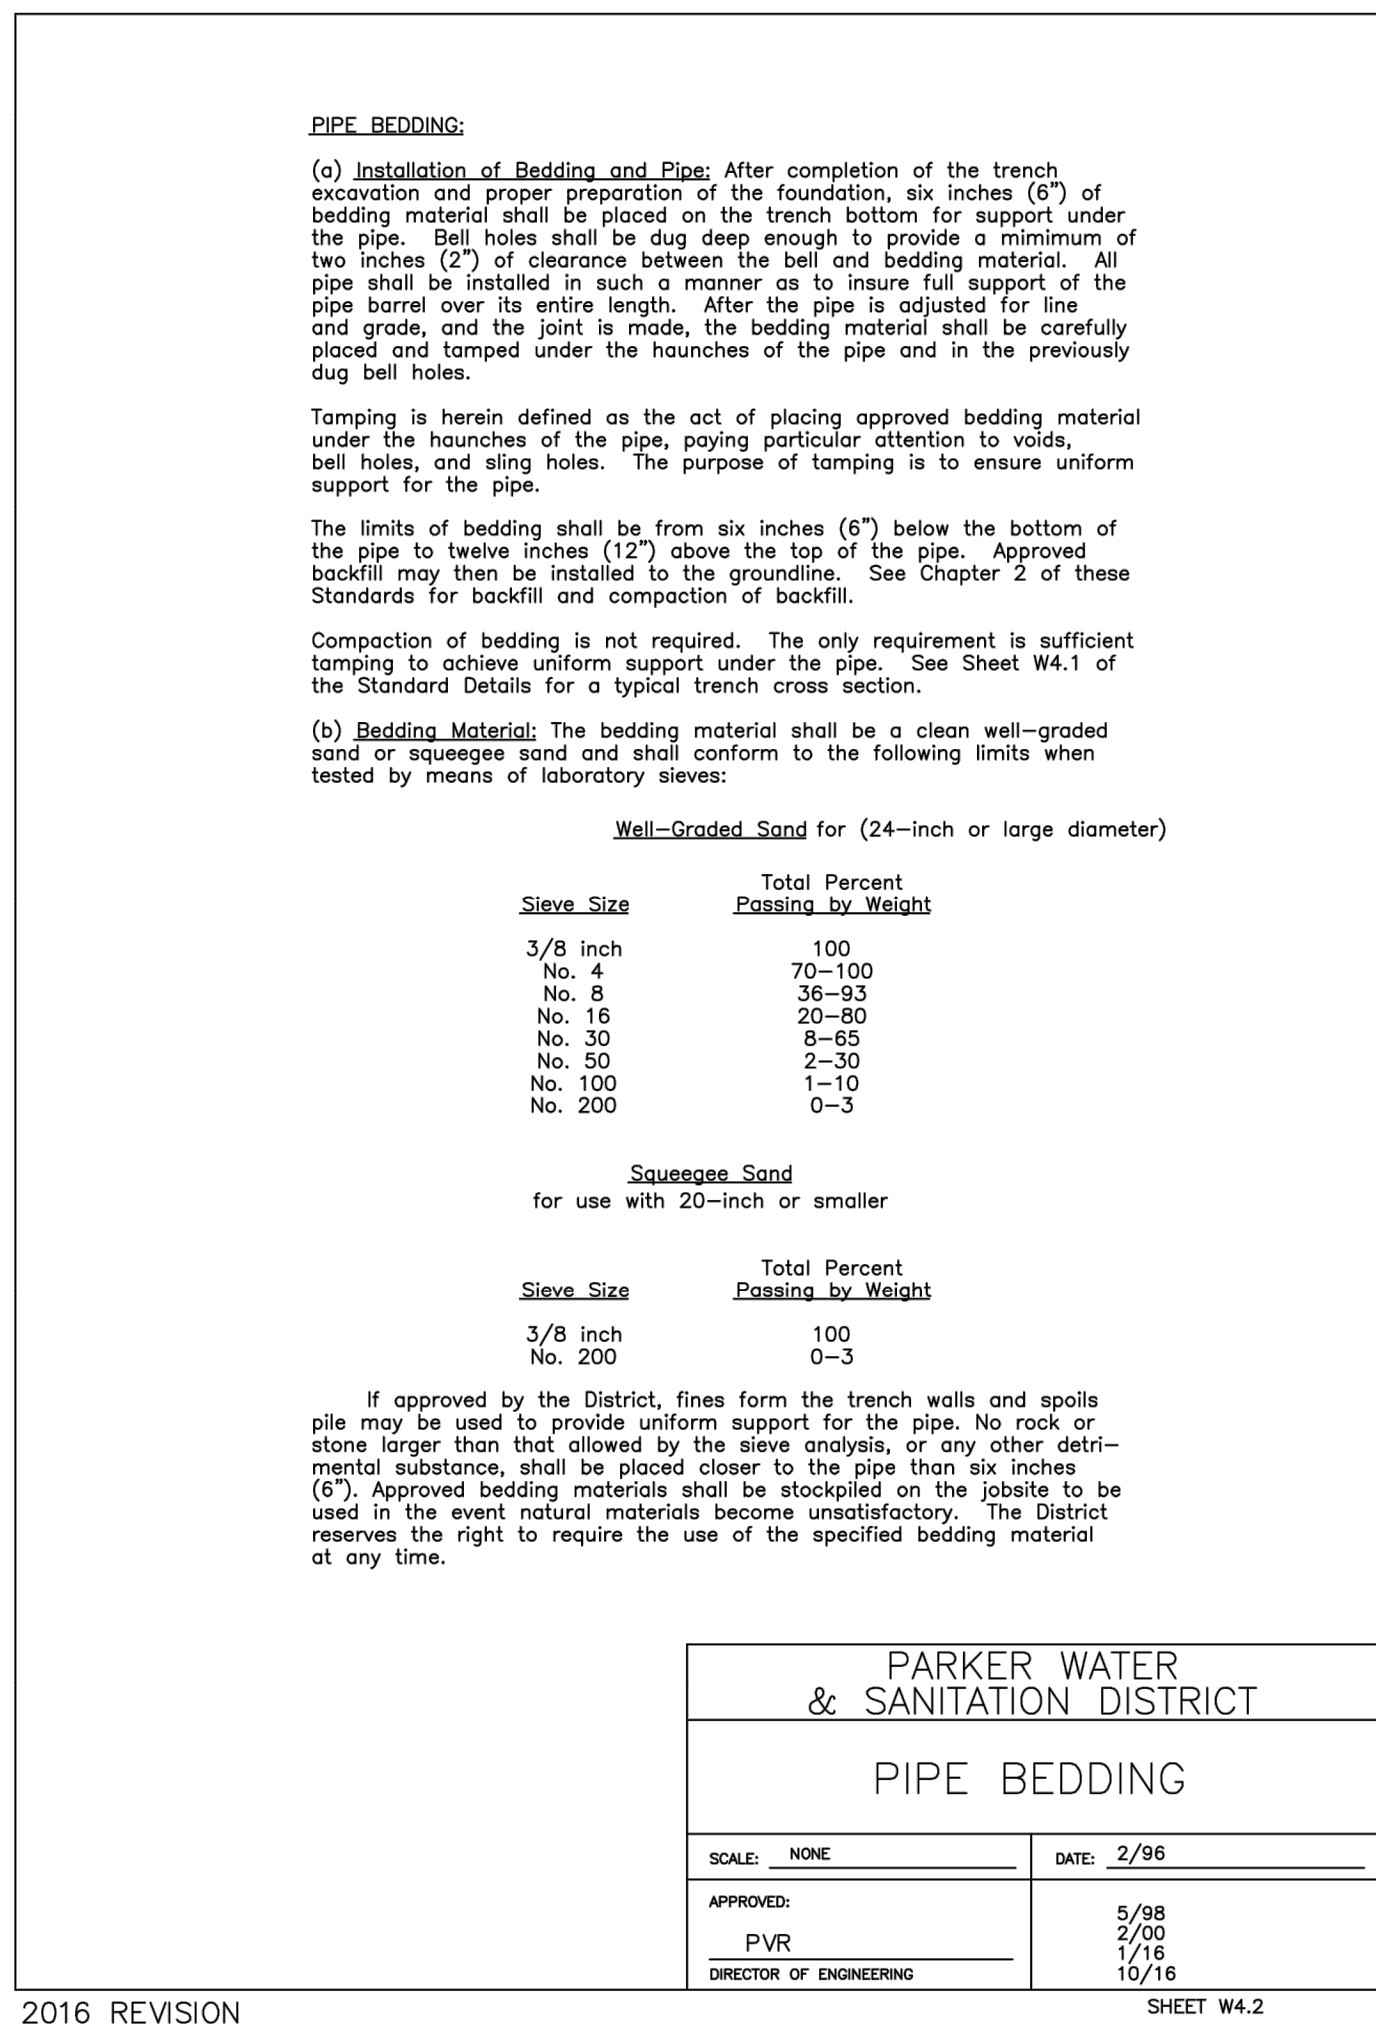 PIPE BEDDING:
(a) Installation of Bedding and Pipe: After completion of the trench
excavation and proper preparation of the foundation, six inches (6") of
bedding material shall be placed on the trench bottom for support under
the pipe. Bell holes shall be dug deep enough to provide a mimimum of
two inches (2") of clearance between the bell and bedding material. All
pipe shall be installed in such a manner as to insure full support of the
pipe barrel over its entire length. After the pipe is adjusted for line
and grade, and the joint is made, the bedding material shall be carefully
placed and tamped under the haunches of the pipe and in the previously
dug bell holes.
Tamping is herein defined as the act of placing approved bedding material
under the haunches of the pipe, paying particular attention to voids,
bell holes, and sling holes. The purpose of tamping is to ensure uniform
support for the pipe.
The limits of bedding shall be from six inches (6") below the bottom of
the pipe to twelve inches (12") above the top of the pipe. Approved
backfill may then be installed to the groundline. See Chapter 2 of these
Standards for backfill and compaction of backfill.
Compaction of bedding is not required. The only requirement is sufficient
tamping to achieve uniform support under the pipe. See Sheet W4.1 of
the Standard Details for a typical trench cross section.
(b) Bedding Material: The bedding material shall be a clean well-graded
sand or squeegee sand and shall conform to the following limits when
tested by means of laboratory sieves:
Well-Graded Sand for (24-inch or large diameter)
Total Percent
Sieve Size Passing by Weight
3/8 inch 100
No. 4 70-100
No. 8 36-93
No. 16 20-80
No. 30 8-65
No. 50 2-30
No. 100 1-10
No. 200 0-3
Squeegee Sand
for use with 20-inch or smaller
Total Percent
Sieve Size Passing by Weight
3/8 inch 100
No. 200 0-3
If approved by the District, fines form the trench walls and spoils
pile may be used to provide uniform support for the pipe. No rock or
stone larger than that allowed by the sieve analysis, or any other detri-
mental substance, shall be placed closer to the pipe than six inches
(6"). Approved bedding materials shall be stockpiled on the jobsite to be
used in the event natural materials become unsatisfactory. The District
reserves the right to require the use of the specified bedding material
at any time.
PARKER WATER
& SANITATION DISTRICT
PIPE BEDDING
SCALE: NONE
DATE: 2/96
APPROVED:
PVR
DIRECTOR OF ENGINEERING
5/98
2/00
1/16
10/16
2016 REVISION
SHEET W4.2